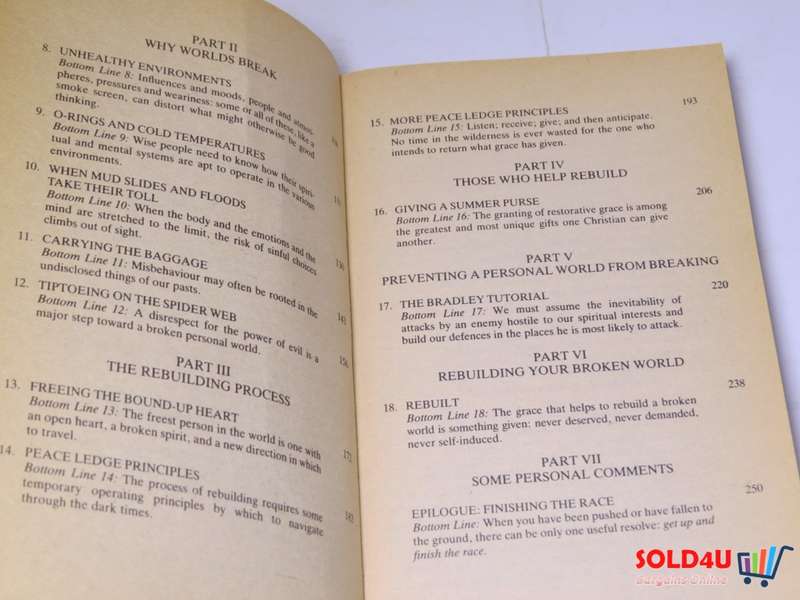 PART II
WHY WORLDS BREAK
8. UNHEALTHY ENVIRONMENTS
Bottom Line 8: Influences and moods, people and atmos-
pheres, pressures and weariness: some or all of these, like a
smoke screen, can distort what might otherwise be good
thinking.
9. O-RINGS AND COLD TEMPERATURES
Bottom Line 9: Wise people need to know how their spiri-
tual and mental systems are apt to operate in the various
environments.
10. WHEN MUD SLIDES AND FLOODS
TAKE THEIR TOLL
Bottom Line 10: When the body and the emotions and the
mind are stretched to the limit, the risk of sinful choices
climbs out of sight.
11. CARRYING THE BAGGAGE
Bottom Line 11: Misbehaviour may often be rooted in the
undisclosed things of our pasts.
12. TIPTOEING ON THE SPIDER WEB
Bottom Line 12: A disrespect for the power of evil is a
major step toward a broken personal world. 156
PART III
THE REBUILDING PROCESS
13. FREEING THE BOUND-UP HEART
Bottom Line 13: The freest person in the world is one with
an open heart, a broken spirit, and a new direction in which
to travel.
14. PEACE LEDGE PRINCIPLES
Bottom Line 14: The process of rebuilding requires some
temporary operating principles by which to navigate
through the dark times.
15. MORE PEACE LEDGE PRINCIPLES 193
Bottom Line 15: Listen; receive; give; and then anticipate.
No time in the wilderness is ever wasted for the one who
intends to return what grace has given.
PART IV
THOSE WHO HELP REBUILD
16. GIVING A SUMMER PURSE 206
Bottom Line 16: The granting of restorative grace is among
the greatest and most unique gifts one Christian can give
another.
PART V
PREVENTING A PERSONAL WORLD FROM BREAKING
17. THE BRADLEY TUTORIAL 220
Bottom Line 17: We must assume the inevitability of
attacks by an enemy hostile to our spiritual interests and
build our defences in the places he is most likely to attack.
PART VI
REBUILDING YOUR BROKEN WORLD
18. REBUILT 238
Bottom Line 18: The grace that helps to rebuild a broken
world is something given: never deserved, never demanded,
never self-induced.
PART VII
SOME PERSONAL COMMENTS
EPILOGUE: FINISHING THE RACE 250
Bottom Line: When you have been pushed or have fallen to
the ground, there can be only one useful resolve: get up and
finish the race.
SOLD4U
Bargains Online